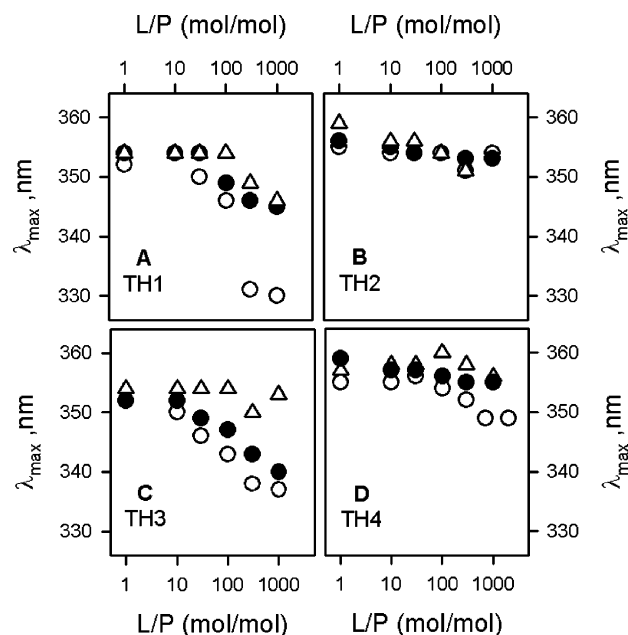 L/P (mol/mol)
L/P (mol/mol)
1 10 100 1000
1 10 100 1000
360
350
340
330
λmax ,nm
A
TH1
B
TH2
360
350
340
330
λmax ,nm
360
350
340
330
λmax ,nm
C
TH3
D
TH4
360
350
340
330
λmax ,nm
1 10 100 1000
1 10 100 1000
L/P (mol/mol)
L/P (mol/mol)